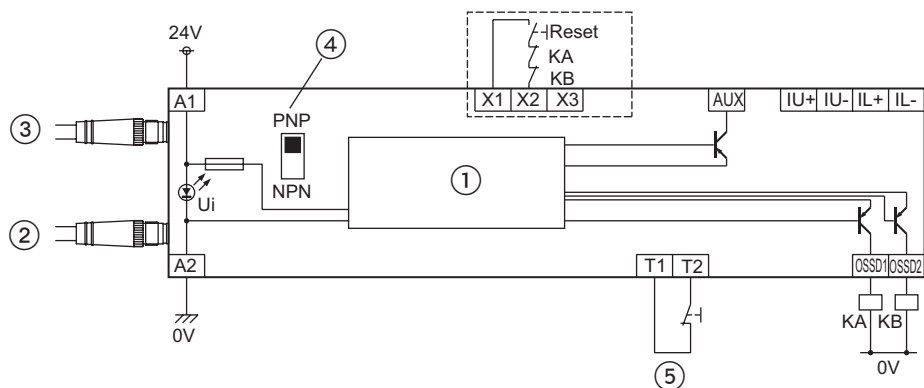 24V
④
Reset
KA
KB
A1
X1 X2 X3
AUX
IU+ IU- IL+ IL-
③
PNP
①
NPN
Ui
②
A2
T1 T2
OSSD1 OSSD2
0V
KA KB
0V
⑤